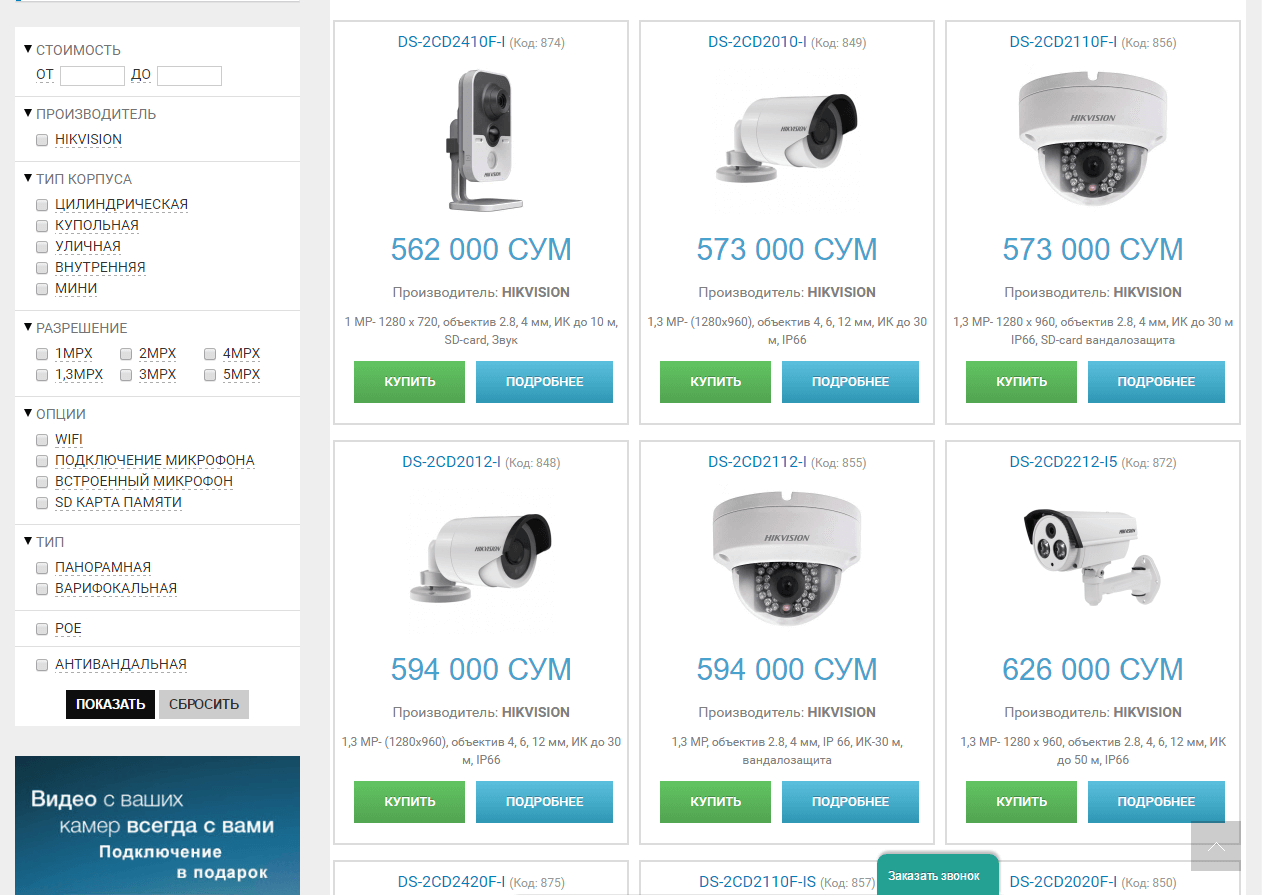 СТОИМОСТЬ
ОТ ДО
ПРОИЗВОДИТЕЛЬ
HIKVISION
ТИП КОРПУСА
ЦИЛИНДРИЧЕСКАЯ
КУПОЛЬНАЯ
УЛИЧНАЯ
ВНУТРЕННЯЯ
МИНИ
РАЗРЕШЕНИЕ
1MPX 2MPX 4MPX
1,3MPX 3MPX 5MPX
ОПЦИИ
WIFI
ПОДКЛЮЧЕНИЕ МИКРОФОНА
ВСТРОЕННЫЙ МИКРОФОН
SD КАРТА ПАМЯТИ
ТИП
ПАНОРАМНАЯ
ВАРИФОКАЛЬНАЯ
POE
АНТИВАНДАЛЬНАЯ
ПОКАЗАТЬ СБРОСИТЬ
Видео с ваших
камер всегда с вами
Подключение
в подарок
DS-2CD2410F-I (Код: 874)
HIKVISION
562 000 СУМ
Производитель: HIKVISION
1 MP- 1280 x 720, объектив 2.8, 4 мм, ИК до 10 м,
SD-card, Звук
КУПИТЬ ПОДРОБНЕЕ
DS-2CD2010-I (Код: 849)
HIKVISION
573 000 СУМ
Производитель: HIKVISION
1,3 MP- (1280x960), объектив 4, 6, 12 мм, ИК до 30
м, IP66
КУПИТЬ ПОДРОБНЕЕ
DS-2CD2110F-I (Код: 856)
HIKVISION
573 000 СУМ
Производитель: HIKVISION
1,3 MP- 1280 x 960, объектив 2.8, 4 мм, ИК до 30 м
IP66, SD-card вандалозащита
КУПИТЬ ПОДРОБНЕЕ
DS-2CD2012-I (Код: 848)
HIKVISION
594 000 СУМ
Производитель: HIKVISION
1,3 MP- (1280x960), объектив 4, 6, 12 мм, ИК до 30
м, IP66
КУПИТЬ ПОДРОБНЕЕ
DS-2CD2112-I (Код: 855)
HIKVISION
594 000 СУМ
Производитель: HIKVISION
1,3 MP, объектив 2.8, 4 мм, IP 66, ИК-30 м,
вандалозащита
КУПИТЬ ПОДРОБНЕЕ
DS-2CD2212-I5 (Код: 872)
HIKVISION
626 000 СУМ
Производитель: HIKVISION
1,3 MP- 1280 x 960, объектив 2.8, 4, 6, 12 мм, ИК
до 50 м, IP66
КУПИТЬ ПОДРОБНЕЕ
DS-2CD2420F-I (Код: 875)
DS-2CD2110F-IS (Код: 857)
DS-2CD2020F-I (Код: 850)
Заказать звонок